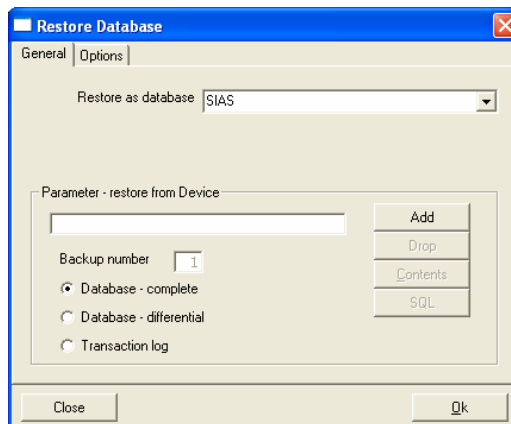 Restore Database
General Options
Restore as database SIAS
Parameter - restore from Device
Add
Drop
Backup number 1
Contents
Database - complete
SQL
Database - differential
Transaction log
Close Ok